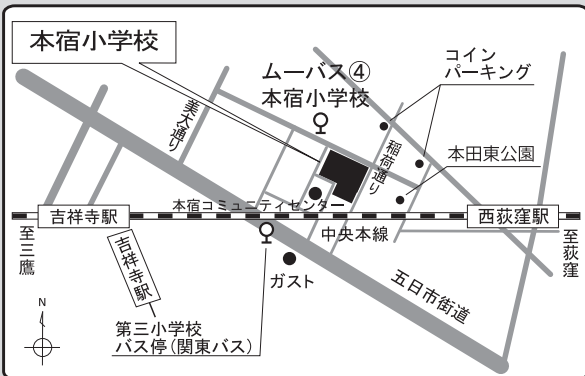 本宿小学校
ムーバス④
本宿小学校
コイン
パーキング
美大通り
稲荷通り
本田東公園
本宿コミュニティセンター
吉祥寺駅
西荻窪駅
至三鷹
中央本線
至荻窪
吉祥寺駅
ガスト
五日市街道
第三小学校
バス停(関東バス)
N